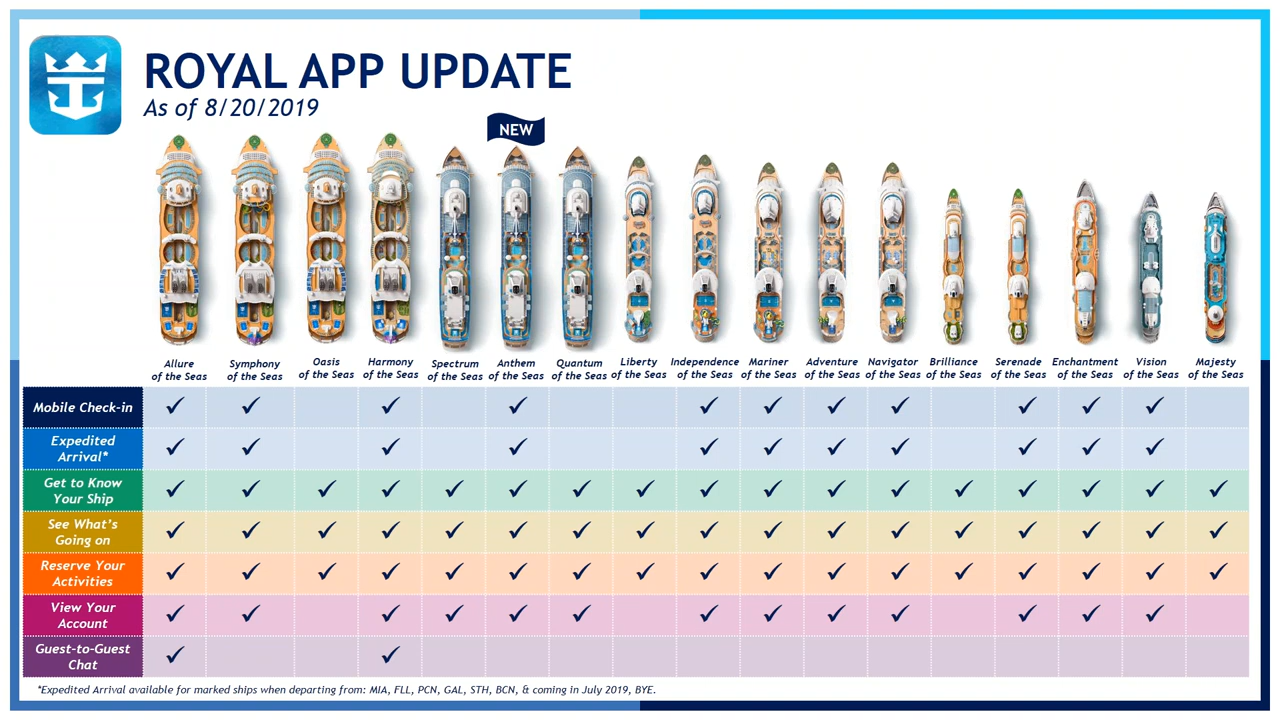 ROYAL APP UPDATE
As of 8/20/2019
NEW
Allure of the Seas
Symphony of the Seas
Oasis of the Seas
Harmony of the Seas
Spectrum of the Seas
Anthem of the Seas
Quantum of the Seas
Liberty of the Seas
Independence of the Seas
Mariner of the Seas
Adventure of the Seas
Navigator of the Seas
Brilliance of the Seas
Serenade of the Seas
Enchantment of the Seas
Vision of the Seas
Majesty of the Seas
Mobile Check-in ✓ ✓ ✓ ✓ ✓ ✓ ✓ ✓ ✓ ✓ ✓
Expedited
Arrival* ✓ ✓ ✓ ✓ ✓ ✓ ✓ ✓ ✓ ✓ ✓
Get to Know
Your Ship ✓ ✓ ✓ ✓ ✓ ✓ ✓ ✓ ✓ ✓ ✓ ✓ ✓ ✓ ✓ ✓ ✓
See What's
Going on ✓ ✓ ✓ ✓ ✓ ✓ ✓ ✓ ✓ ✓ ✓ ✓ ✓ ✓ ✓ ✓ ✓
Reserve Your
Activities ✓ ✓ ✓ ✓ ✓ ✓ ✓ ✓ ✓ ✓ ✓ ✓ ✓ ✓ ✓ ✓ ✓
View Your
Account ✓ ✓ ✓ ✓ ✓ ✓ ✓ ✓ ✓ ✓ ✓ ✓ ✓
Guest-to-Guest
Chat ✓ ✓
*Expedited Arrival available for marked ships when departing from: MIA, FLL, PCN, GAL, STH, BCN, & coming in July 2019, BYE.